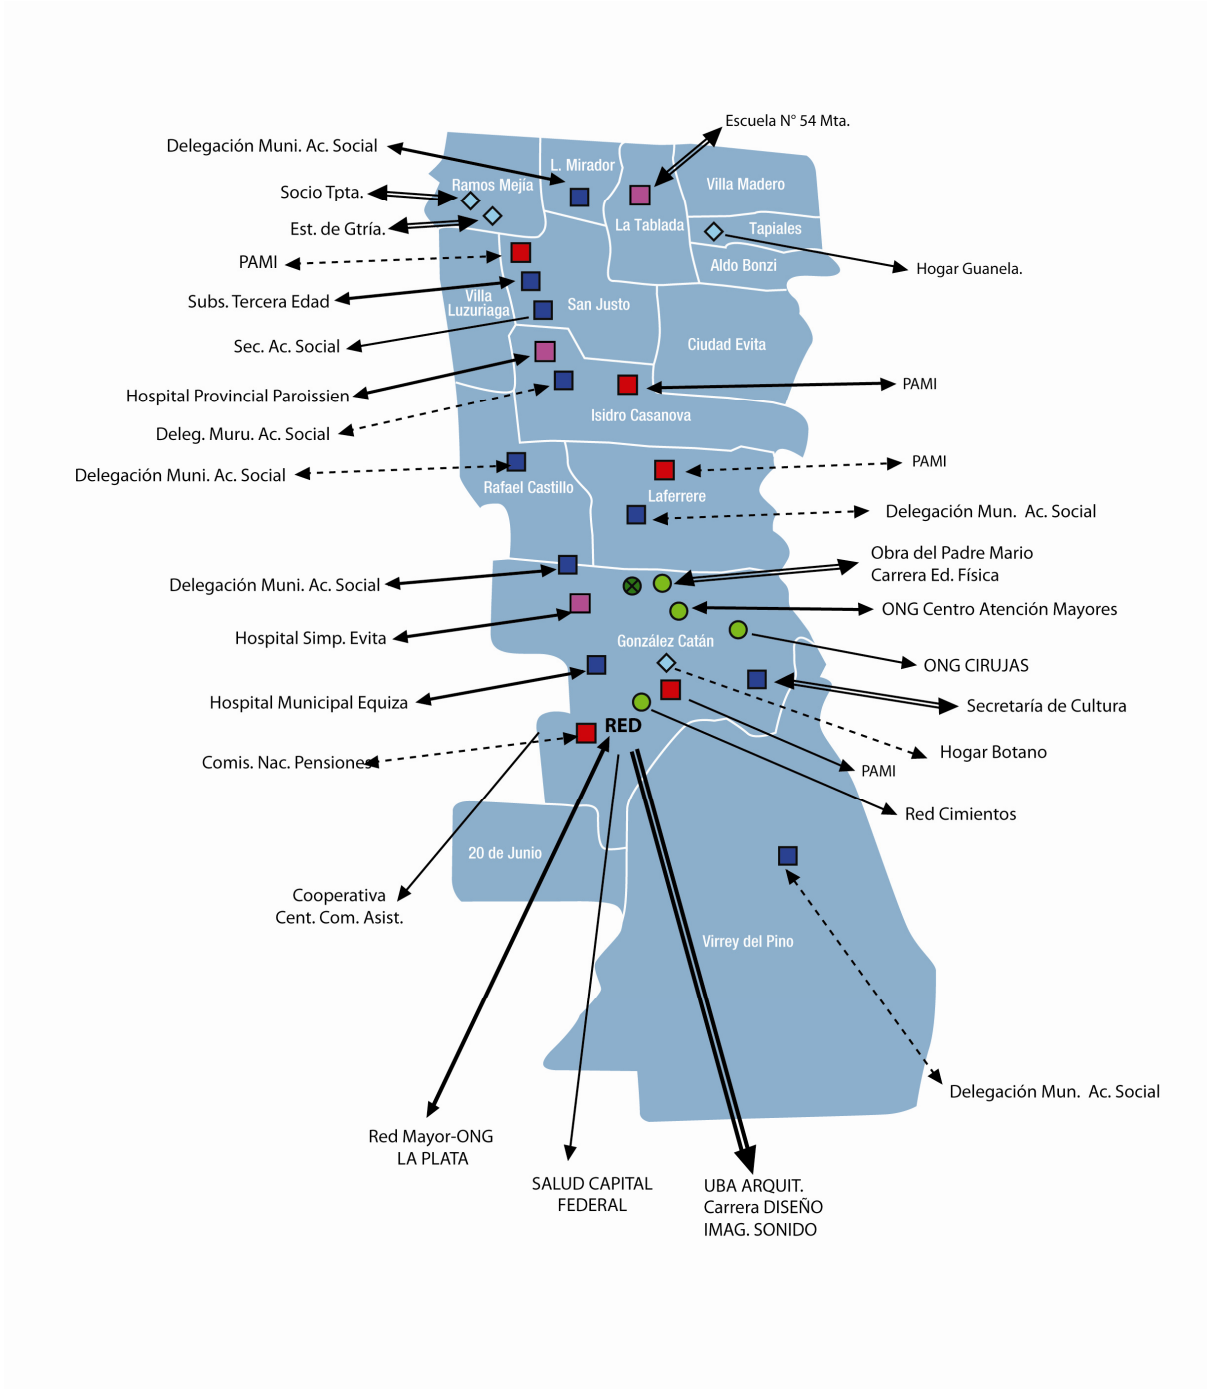 Escuela N° 54 Mta.
Delegación Muni. Ac. Social
L. Mirador
Ramos Mejía
Villa Madero
Socio Tpta.
La Tablada
Tapiales
Est. de Gtría.
PAMI
Aldo Bonzi
Hogar Guanela.
Subs. Tercera Edad
Villa
Luzuriaga
San Justo
Sec. Ac. Social
Ciudad Evita
Hospital Provincial Paroissien
PAMI
Isidro Casanova
Deleg. Muru. Ac. Social
PAMI
Delegación Muni. Ac. Social
Rafael Castillo
Laferrere
Delegación Mun. Ac. Social
Obra del Padre Mario
Carrera Ed. Física
Delegación Muni. Ac. Social
ONG Centro Atención Mayores
Hospital Simp. Evita
González Catán
ONG CIRUJAS
Hospital Municipal Equiza
Secretaría de Cultura
RED
Hogar Botano
Comis. Nac. Pensiones
PAMI
Red Cimientos
20 de Junio
Cooperativa
Cent. Com. Asist.
Virrey del Pino
Delegación Mun. Ac. Social
Red Mayor-ONG
LA PLATA
SALUD CAPITAL
FEDERAL
UBA ARQUIT.
Carrera DISEÑO
IMAG. SONIDO